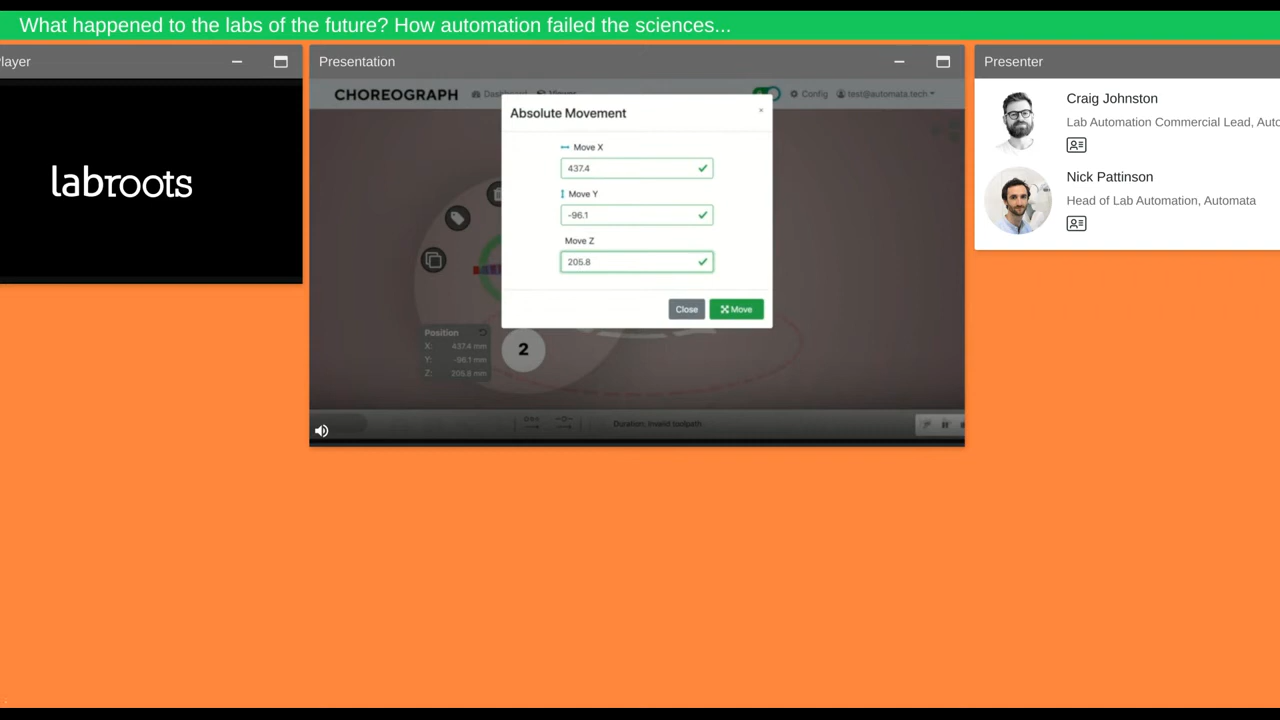 What happened to the labs of the future? How automation failed the sciences...
layer
Presentation
Presenter
labroots
CHOREOGRAPH
Viewer
Config
test@automata.tech
Absolute Movement
×
Move X
437.4
Move Y
-96.1
Move Z
205.8
Close
Move
Position
X: 437.4 mm
Y: -96.1 mm
Z: 205.8 mm
2
Duration: Invalid toolpath
Craig Johnston
Lab Automation Commercial Lead, Auto
Nick Pattinson
Head of Lab Automation, Automata